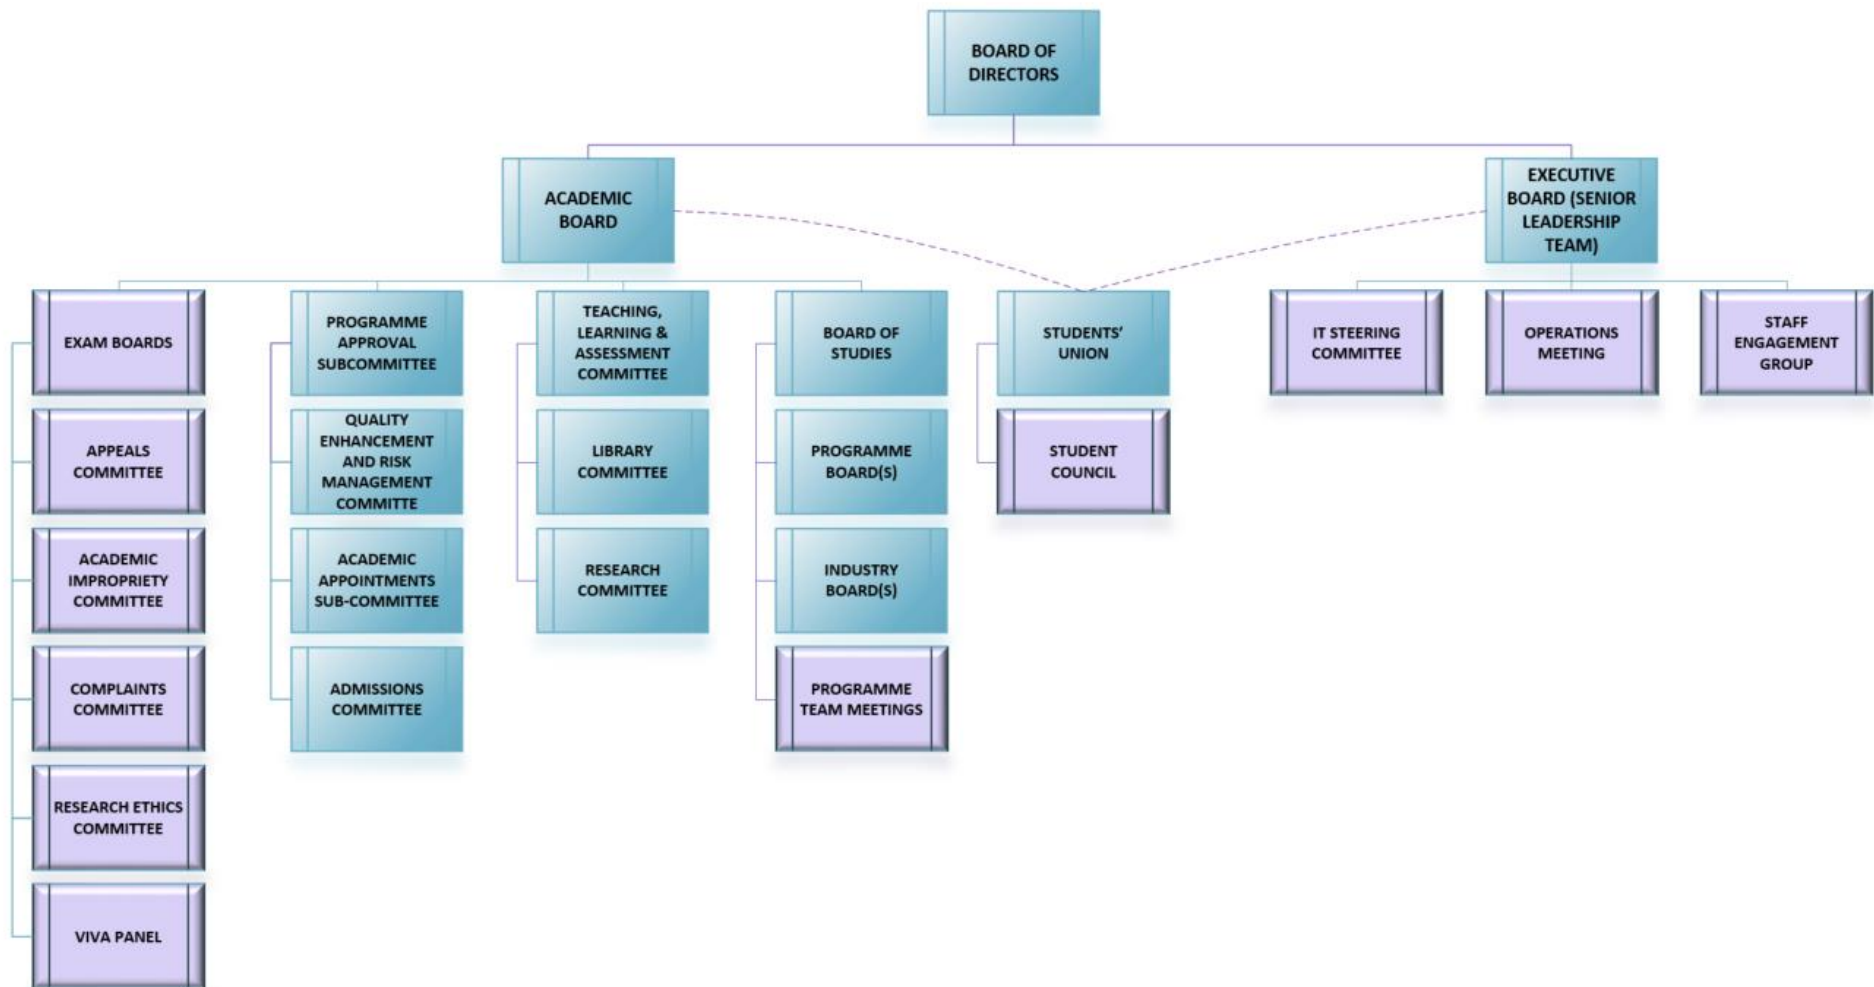 BOARD OF
DIRECTORS
ACADEMIC
BOARD
EXECUTIVE
BOARD (SENIOR
LEADERSHIP
TEAM)
EXAM BOARDS
PROGRAMME
APPROVAL
SUBCOMMITTEE
TEACHING,
LEARNING &
ASSESSMENT
COMMITTEE
BOARD OF
STUDIES
STUDENTS'
UNION
IT STEERING
COMMITTEE
OPERATIONS
MEETING
STAFF
ENGAGEMENT
GROUP
APPEALS
COMMITTEE
QUALITY
ENHANCEMENT
AND RISK
MANAGEMENT
COMMITTE
LIBRARY
COMMITTEE
PROGRAMME
BOARD(S)
STUDENT
COUNCIL
ACADEMIC
IMPROPRIETY
COMMITTEE
ACADEMIC
APPOINTMENTS
SUB-COMMITTEE
RESEARCH
COMMITTEE
INDUSTRY
BOARD(S)
COMPLAINTS
COMMITTEE
ADMISSIONS
COMMITTEE
PROGRAMME
TEAM MEETINGS
RESEARCH ETHICS
COMMITTEE
VIVA PANEL